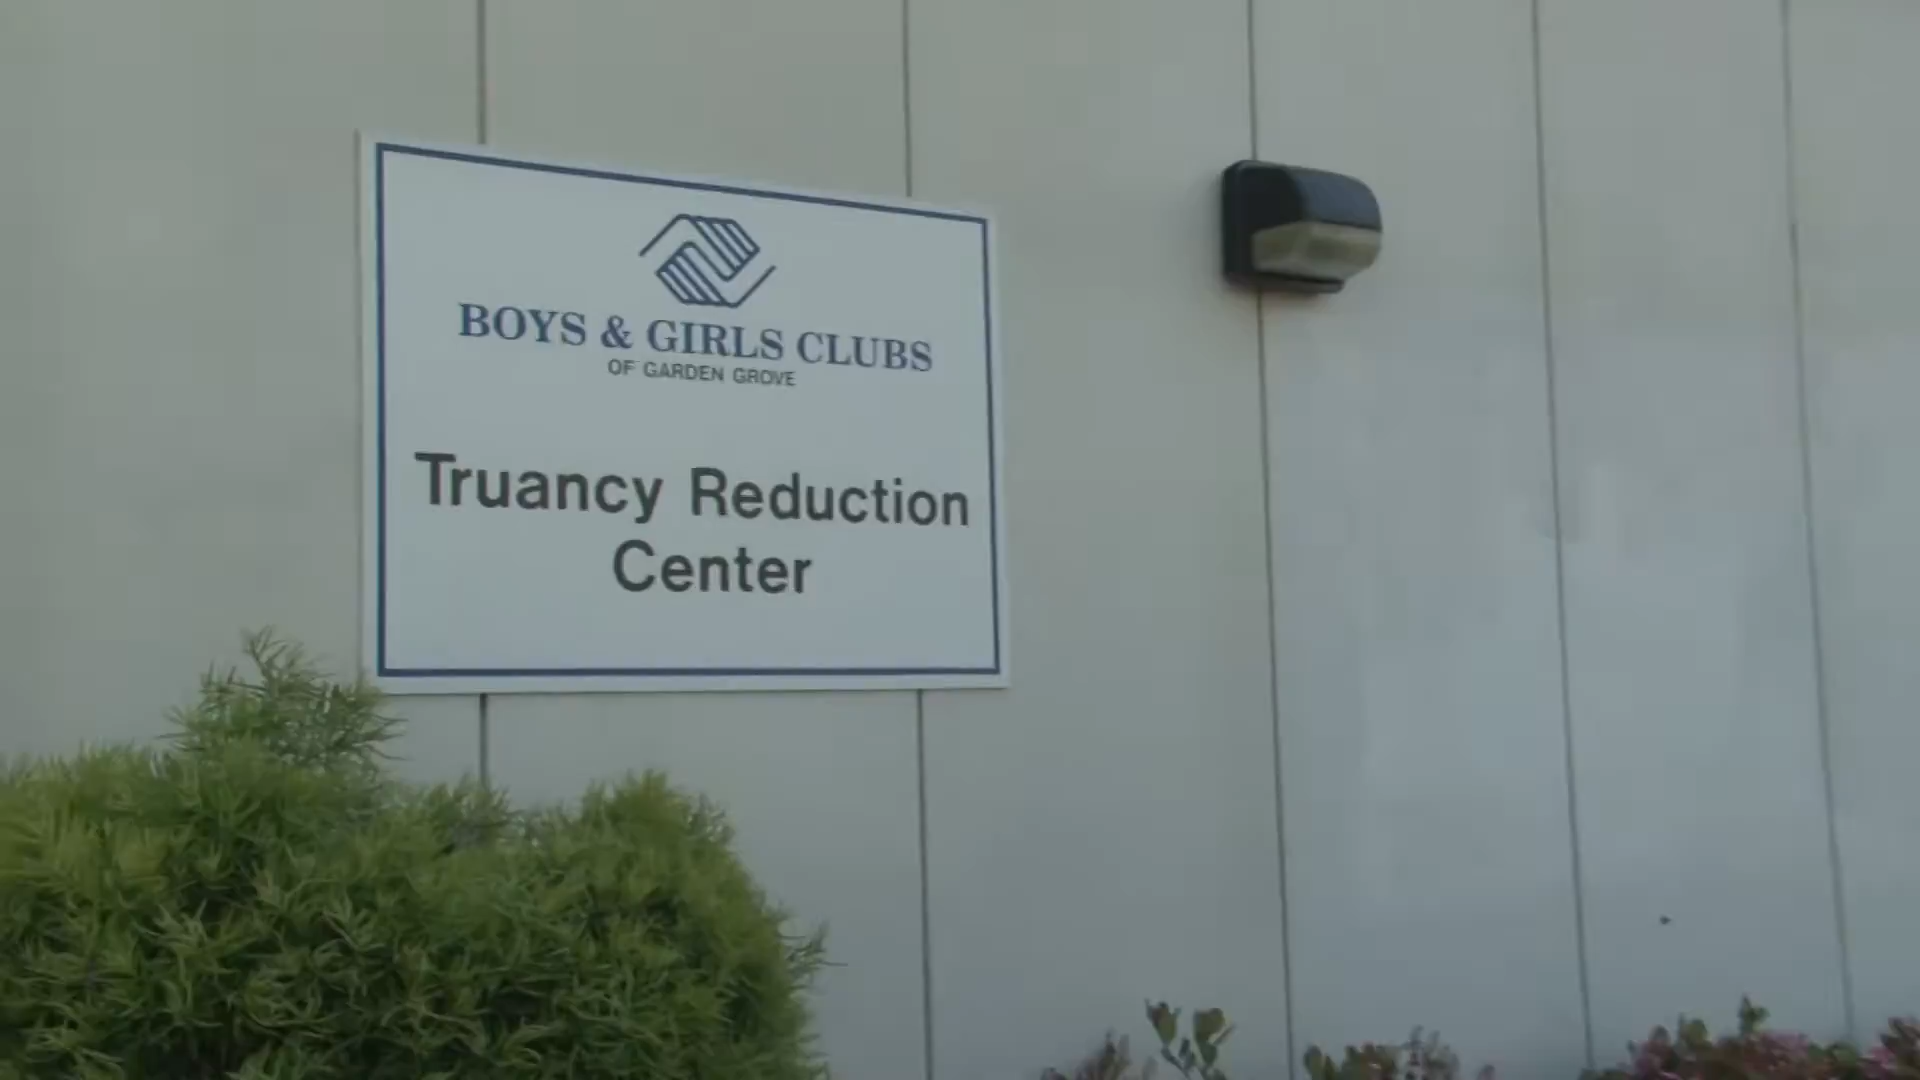 BOYS & GIRLS CLUBS
OF GARDEN GROVE
Truancy Reduction
Center